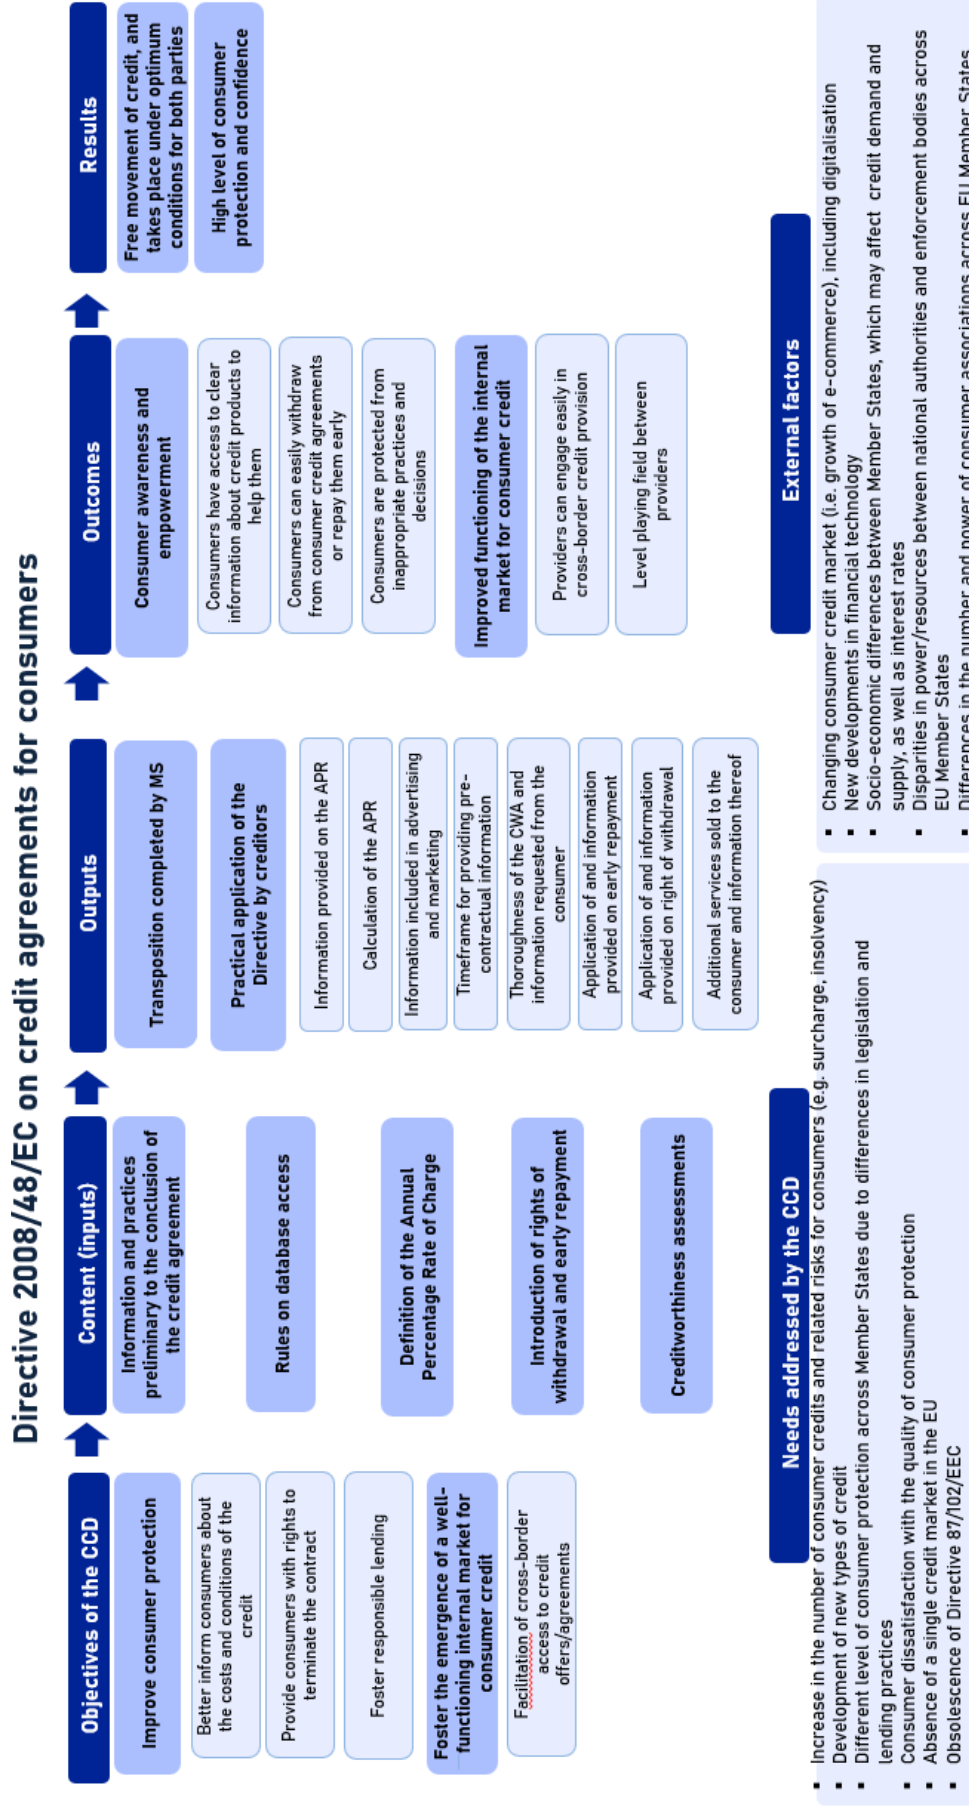 Directive 2008/48/EC on credit agreements for consumers
Objectives of the CCD
Improve consumer protection
Better inform consumers about
the costs and conditions of the
credit
Provide consumers with rights to
terminate the contract
Foster responsible lending
Foster the emergence of a well-
functioning internal market for
consumer credit
Facilitation of cross-border
access to credit
offers/agreements
Content (inputs)
Information and practices
preliminary to the conclusion of
the credit agreement
Rules on database access
Definition of the Annual
Percentage Rate of Charge
Introduction of rights of
withdrawal and early repayment
Creditworthiness assessments
Outputs
Transposition completed by MS
Practical application of the
Directive by creditors
Information provided on the APR
Calculation of the APR
Information included in advertising
and marketing
Timeframe for providing pre-
contractual information
Thoroughness of the CWA and
information requested from the
consumer
Application of and information
provided on early repayment
Application of and information
provided on right of withdrawal
Additional services sold to the
consumer and information thereof
Outcomes
Consumer awareness and
empowerment
Consumers have access to clear
information about credit products to
help them
Consumers can easily withdraw
from consumer credit agreements
or repay them early
Consumers are protected from
inappropriate practices and
decisions
Improved functioning of the internal
market for consumer credit
Providers can engage easily in
cross-border credit provision
Level playing field between
providers
Results
Free movement of credit, and
takes place under optimum
conditions for both parties
High level of consumer
protection and confidence
Needs addressed by the CCD
▪ Increase in the number of consumer credits and related risks for consumers (e.g. surcharge, insolvency)
▪ Development of new types of credit
▪ Different level of consumer protection across Member States due to differences in legislation and
lending practices
▪ Consumer dissatisfaction with the quality of consumer protection
▪ Absence of a single credit market in the EU
▪ Obsolescence of Directive 87/102/EEC
External factors
▪ Changing consumer credit market (i.e. growth of e-commerce), including digitalisation
▪ New developments in financial technology
▪ Socio-economic differences between Member States, which may affect credit demand and
supply, as well as interest rates
▪ Disparities in power/resources between national authorities and enforcement bodies across
EU Member States
▪ Differences in the number and power of consumer associations across EU Member States